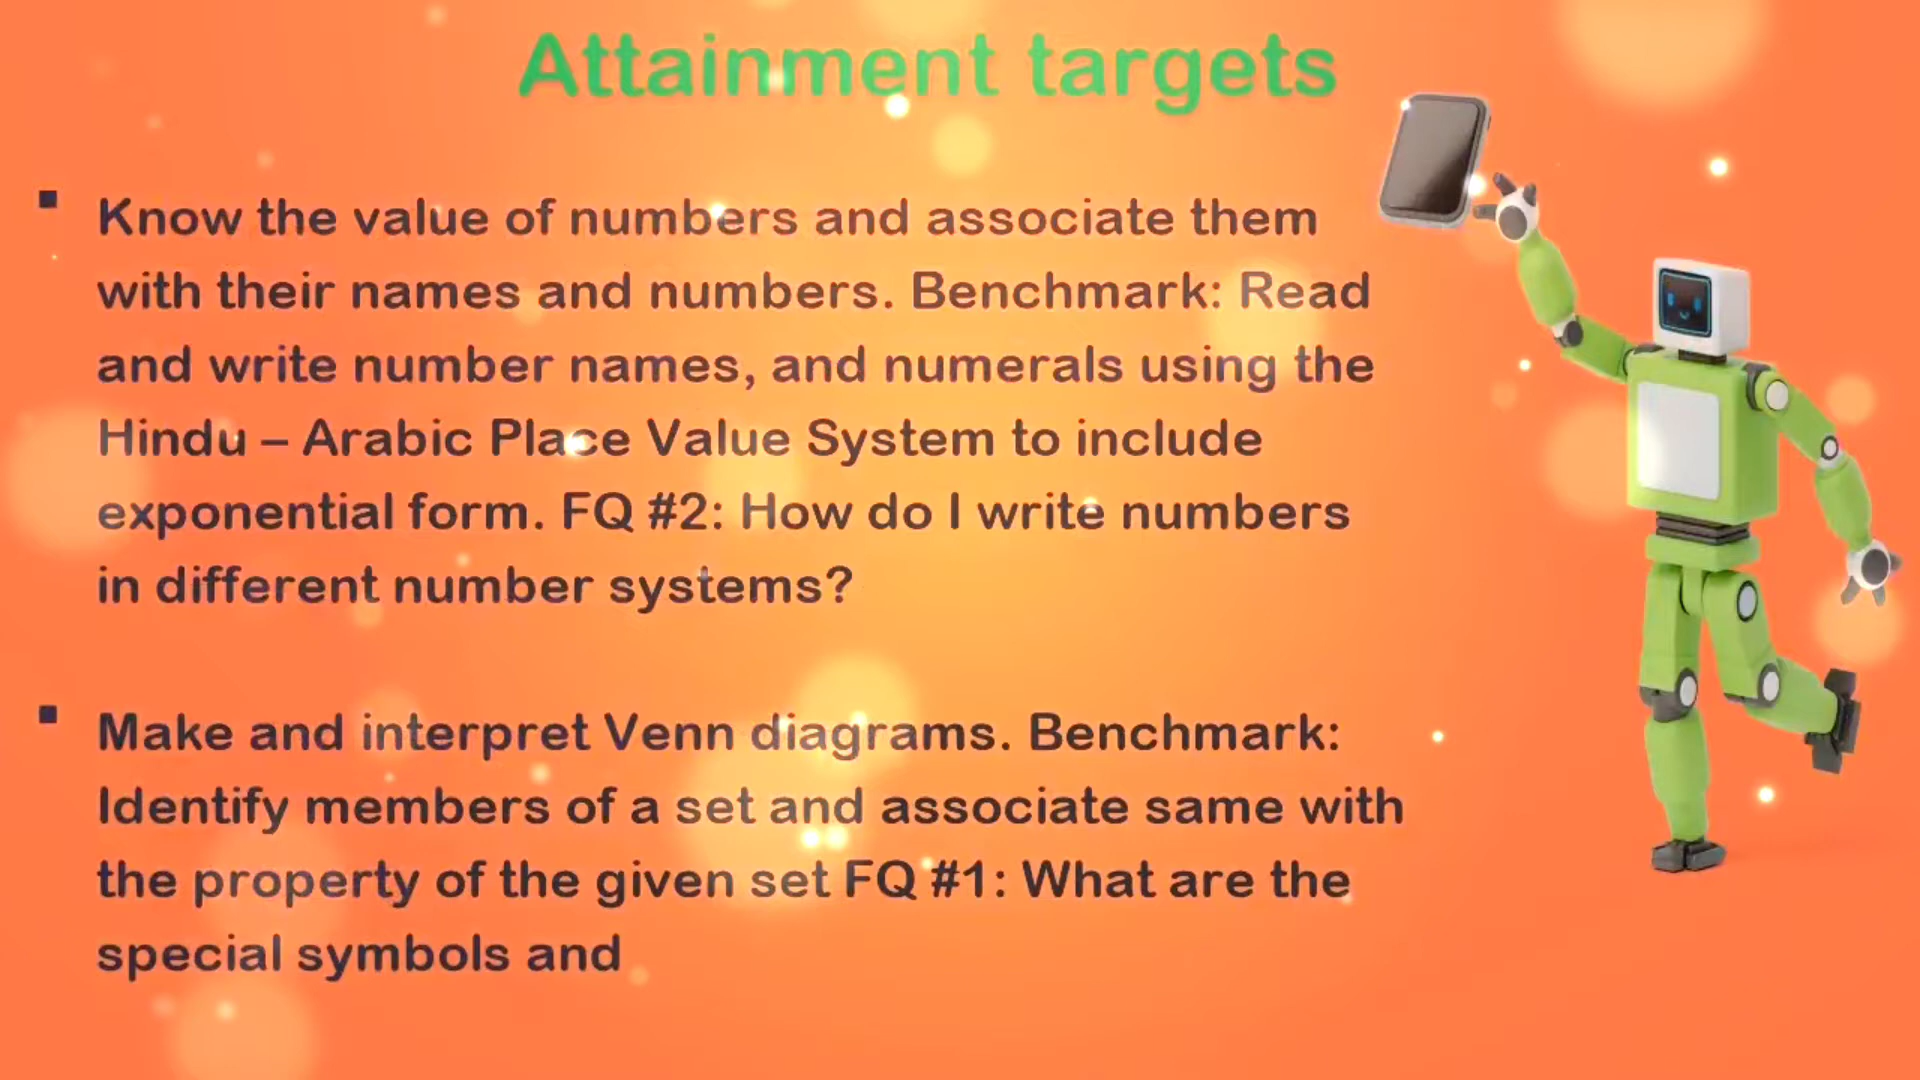 Attainment targets
▪ Know the value of numbers and associate them
with their names and numbers. Benchmark: Read
and write number names, and numerals using the
Hindu – Arabic Place Value System to include
exponential form. FQ #2: How do I write numbers
in different number systems?
▪ Make and interpret Venn diagrams. Benchmark:
Identify members of a set and associate same with
the property of the given set FQ #1: What are the
special symbols and